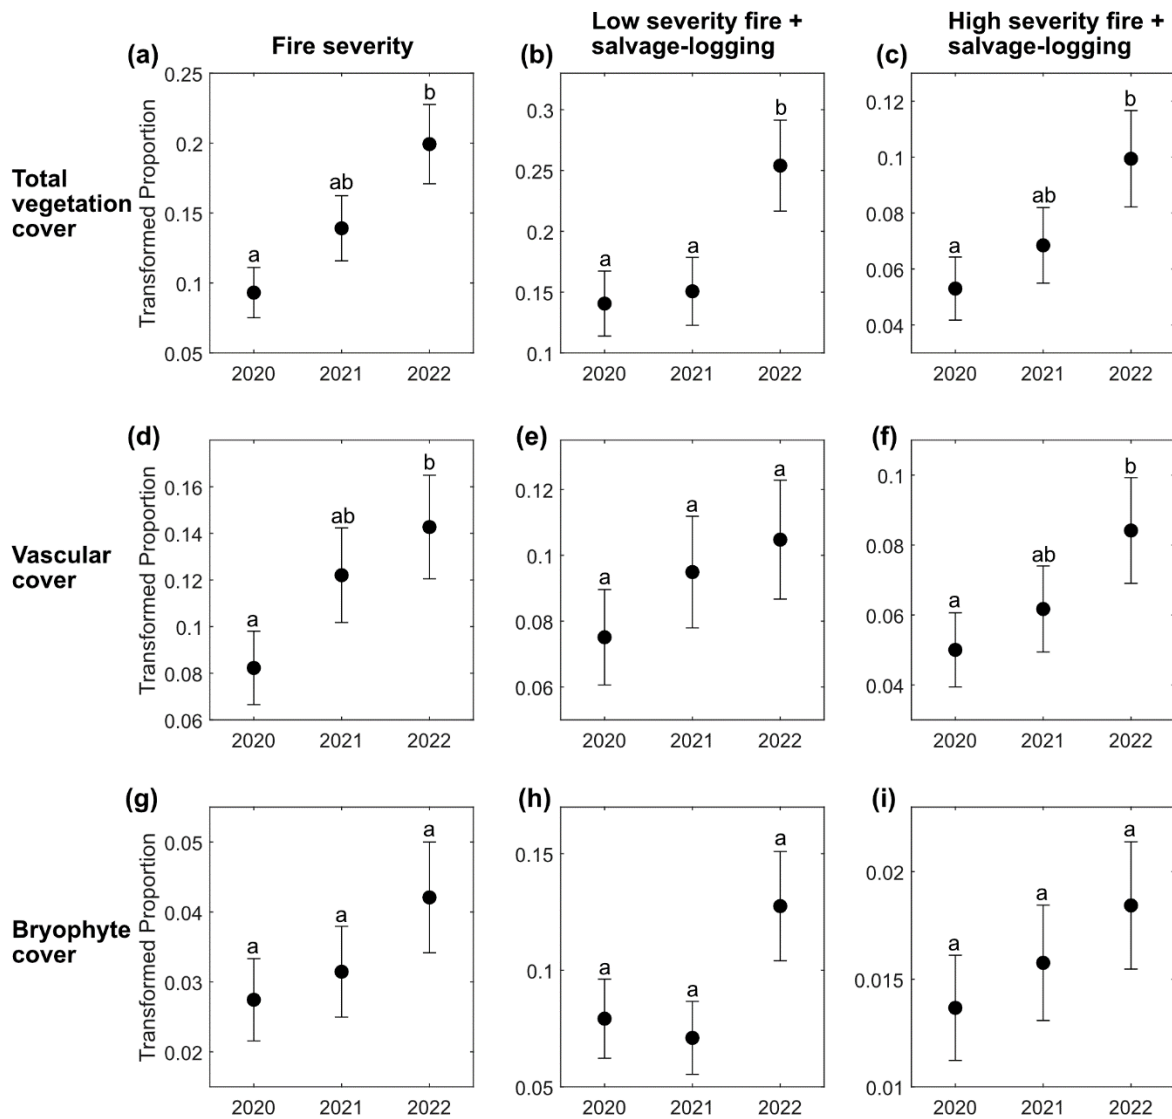 Fire severity
Low severity fire +
salvage-logging
High severity fire +
salvage-logging
Total
vegetation
cover
(a)
Transformed Proportion
0.25
0.2
0.15
0.1
0.05
a
ab
b
2020 2021 2022
(b)
0.3
0.25
0.2
0.15
0.1
a
a
b
2020 2021 2022
(c)
0.12
0.1
0.08
0.06
0.04
a
ab
b
2020 2021 2022
Vascular
cover
(d)
Transformed Proportion
0.16
0.14
0.12
0.1
0.08
0.06
a
ab
b
2020 2021 2022
(e)
0.12
0.1
0.08
0.06
a
a
a
2020 2021 2022
(f)
0.1
0.08
0.06
0.04
a
ab
b
2020 2021 2022
Bryophyte
cover
(g)
Transformed Proportion
0.05
0.04
0.03
0.02
a
a
a
2020 2021 2022
(h)
0.15
0.1
0.05
a
a
a
2020 2021 2022
(i)
0.02
0.015
0.01
a
a
a
2020 2021 2022